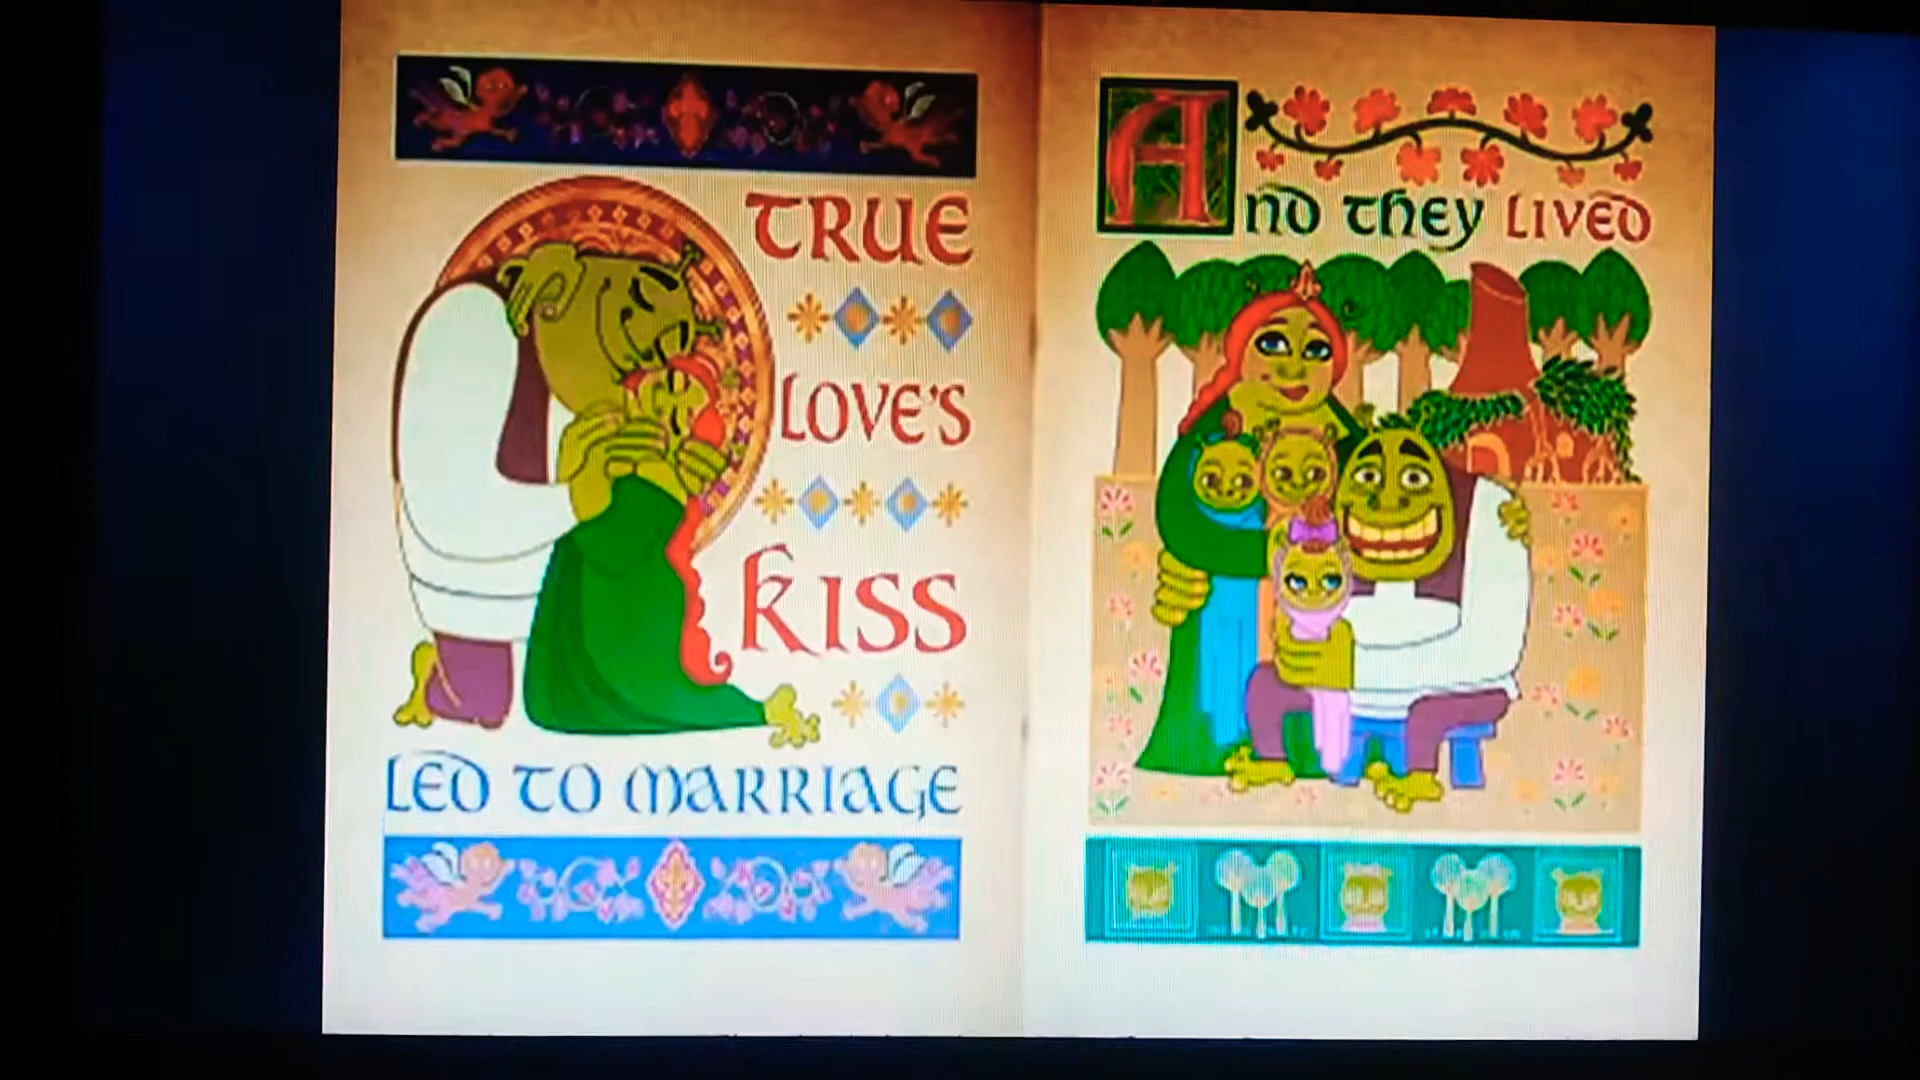 TRUE
LOVE'S
KISS
LED TO MARRIAGE
AND THEY LIVED